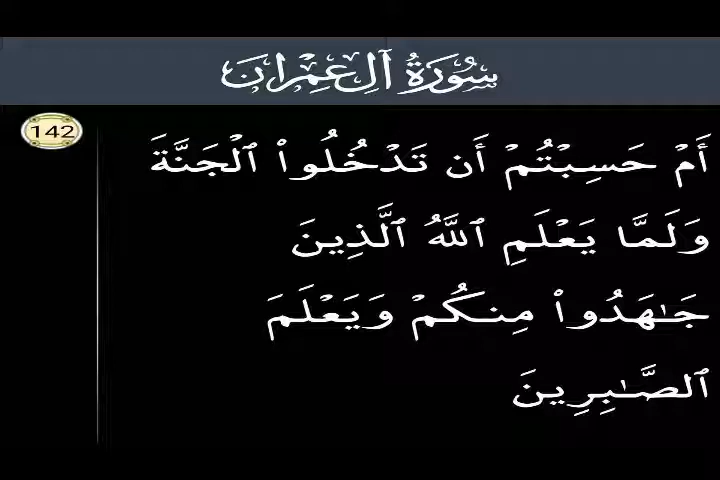 سُورَةُ آلِ عِمْرَانَ
142
أَمْ حَسِبْتُمْ أَن تَدْخُلُوا۟ ٱلْجَنَّةَ
وَلَمَّا يَعْلَمِ ٱللَّهُ ٱلَّذِينَ
جَـٰهَدُوا۟ مِنكُمْ وَيَعْلَمَ
ٱلصَّـٰبِرِينَ